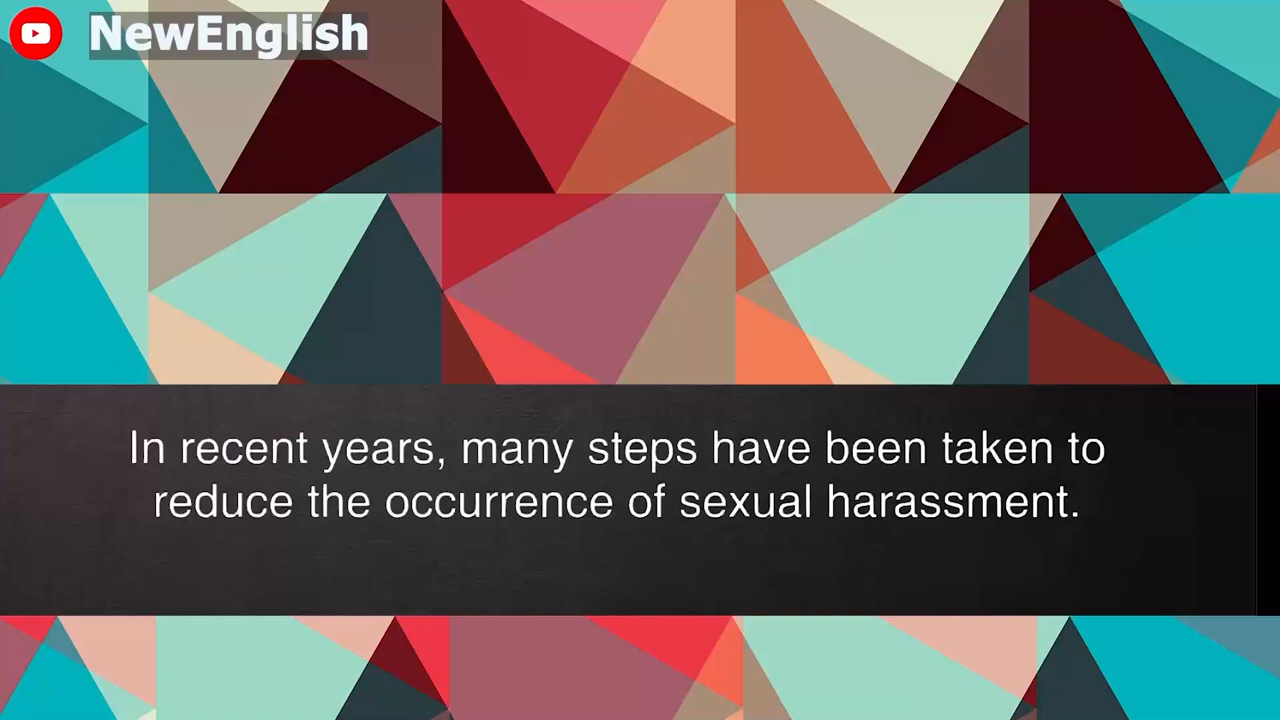 NewEnglish
In recent years, many steps have been taken to
reduce the occurrence of sexual harassment.